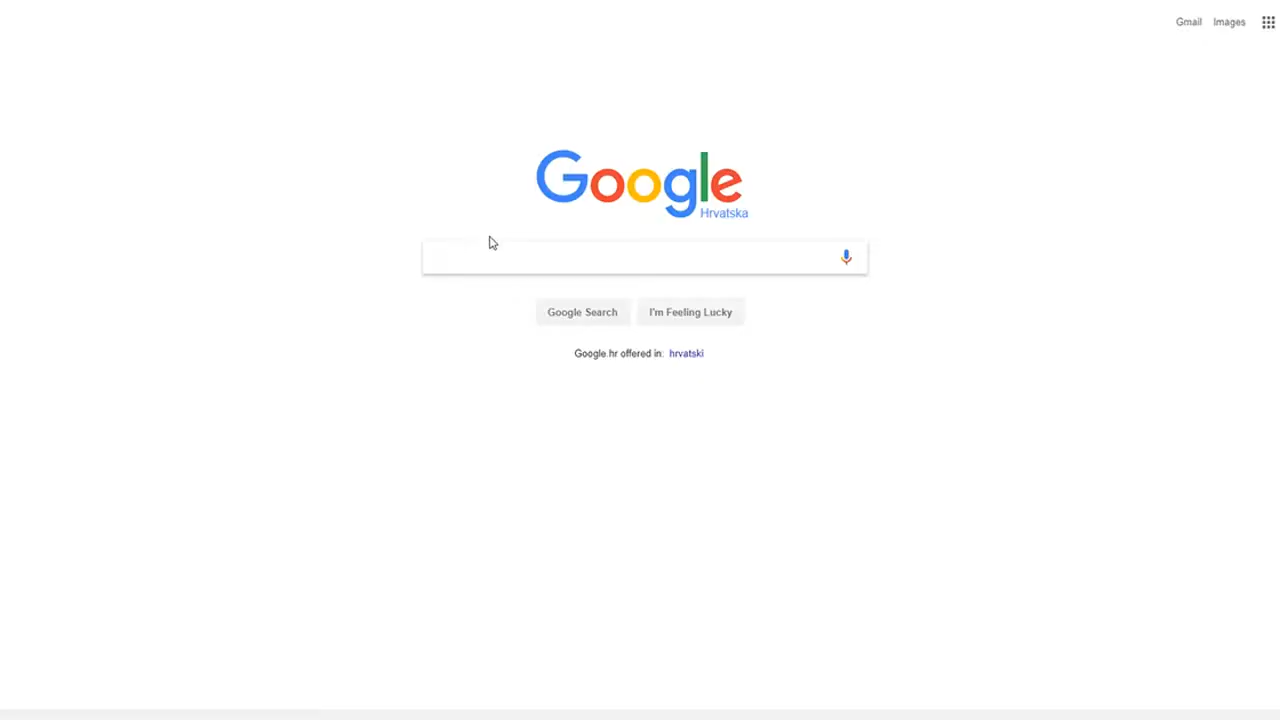 Gmail Images
Google
Hrvatska
Google Search I'm Feeling Lucky
Google.hr offered in: hrvatski